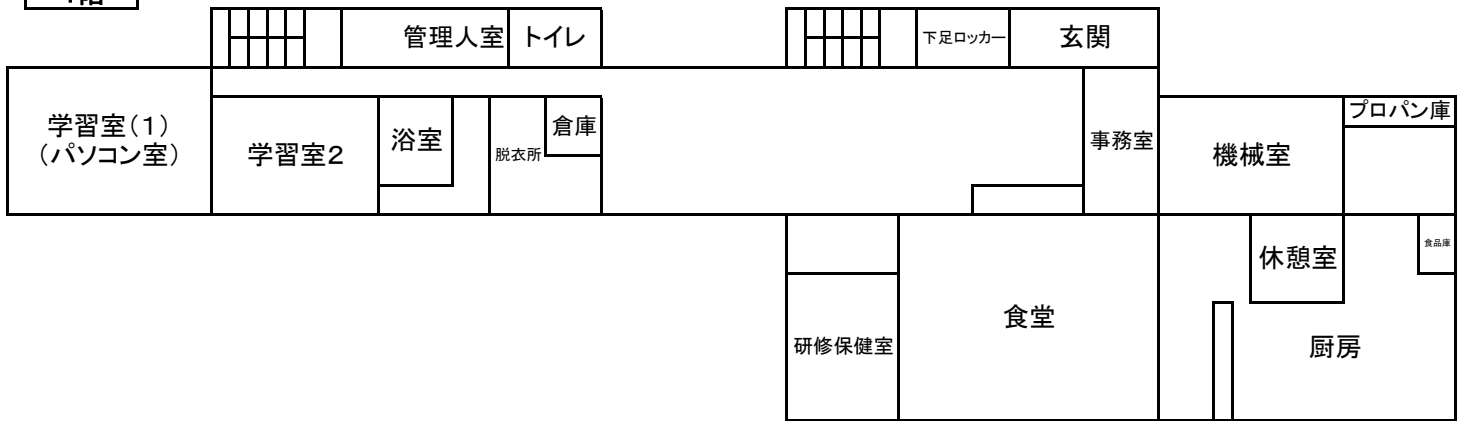 管理人室
トイレ
下足ロッカー
玄関
学習室(1)
(パソコン室)
学習室2
浴室
脱衣所
倉庫
事務室
機械室
プロパン庫
研修保健室
食堂
休憩室
食品庫
厨房